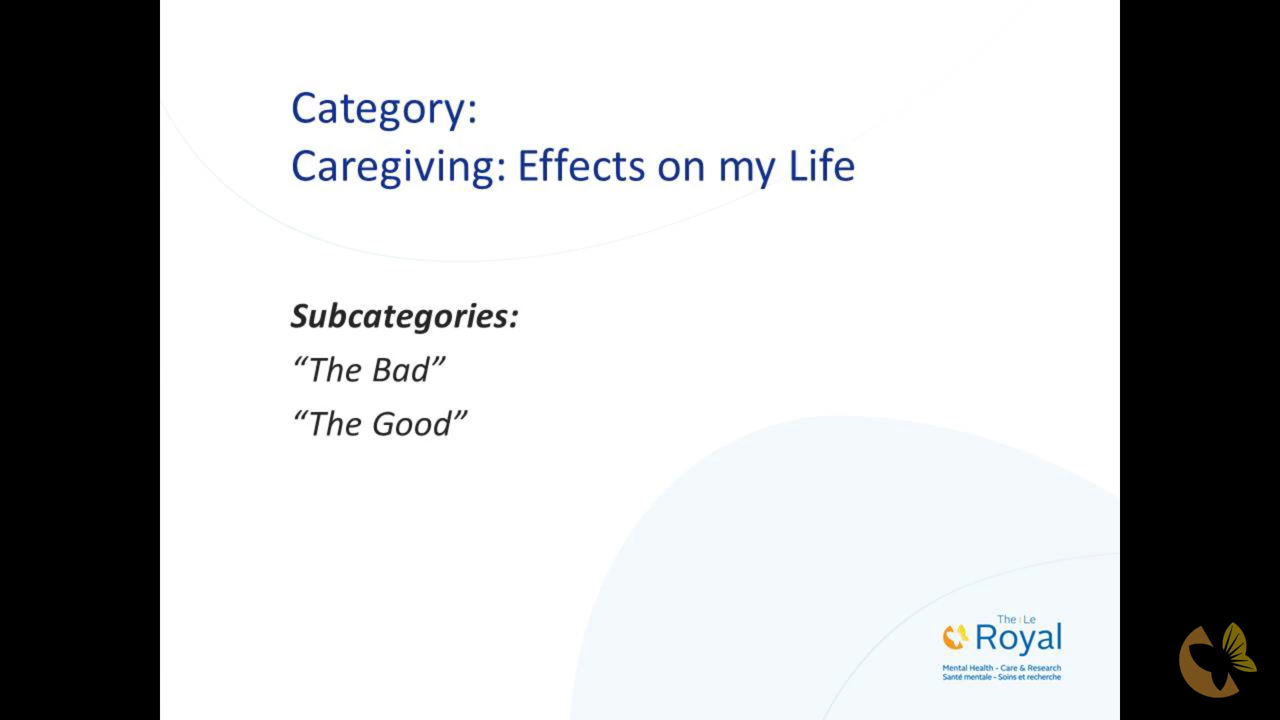 Category:
Caregiving: Effects on my Life
Subcategories:
“The Bad”
“The Good”
The | Le
Royal
Mental Health - Care & Research
Santé mentale - Soins et recherche